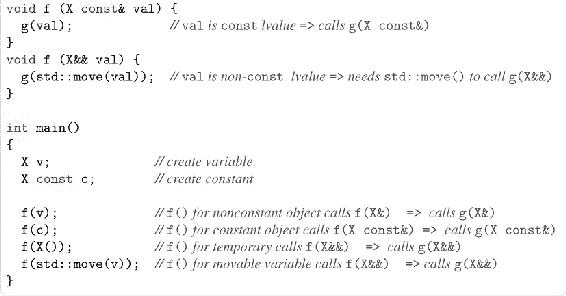 void f (X const& val) {
  g(val);                // val is const lvalue => calls g(X const&)
}
void f (X&& val) {
  g(std::move(val));  // val is non-const lvalue => needs std::move() to call g(X&&)
}
int main()
{
  X v;                // create variable
  X const c;          // create constant
  f(v);               // f() for nonconstant object calls f(X&) => calls g(X&)
  f(c);               // f() for constant object calls f(X const&) => calls g(X const&)
  f(X());             // f() for temporary calls f(X&&) => calls g(X&&)
  f(std::move(v));  // f() for movable variable calls f(X&&) => calls g(X&&)
}